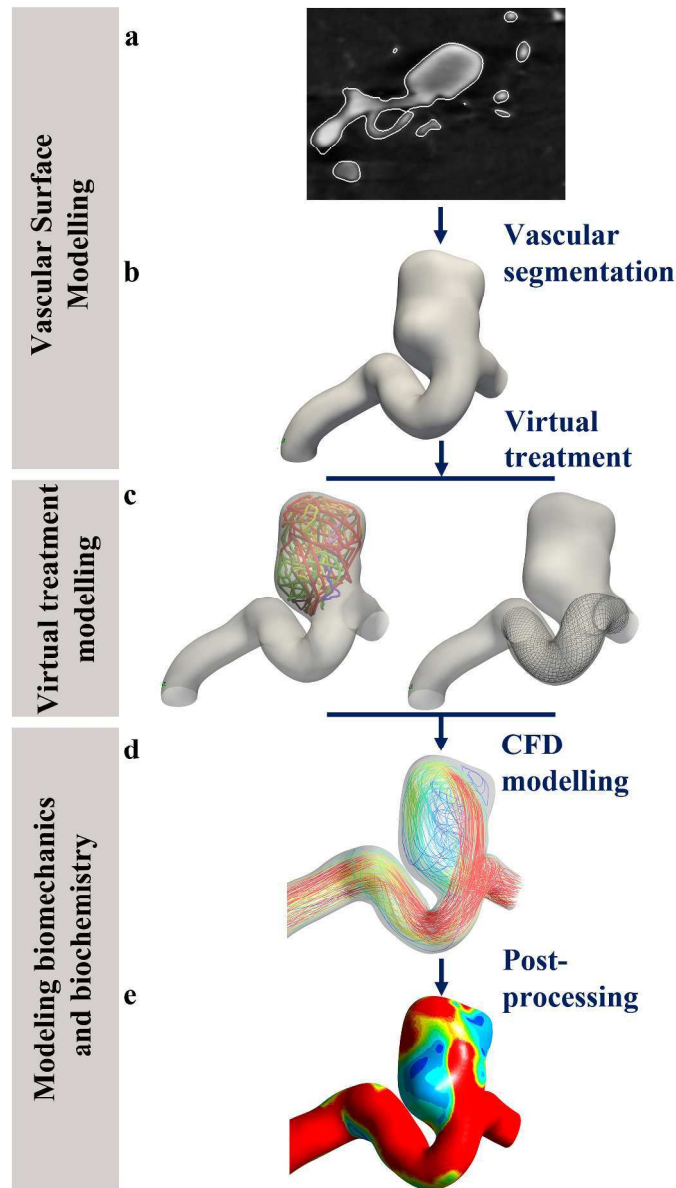 Vascular Surface
Modelling
a
Vascular
segmentation
b
Virtual
treatment
Virtual treatment
modelling
c
CFD
modelling
Modeling biomechanics
and biochemistry
d
Post-
processing
e